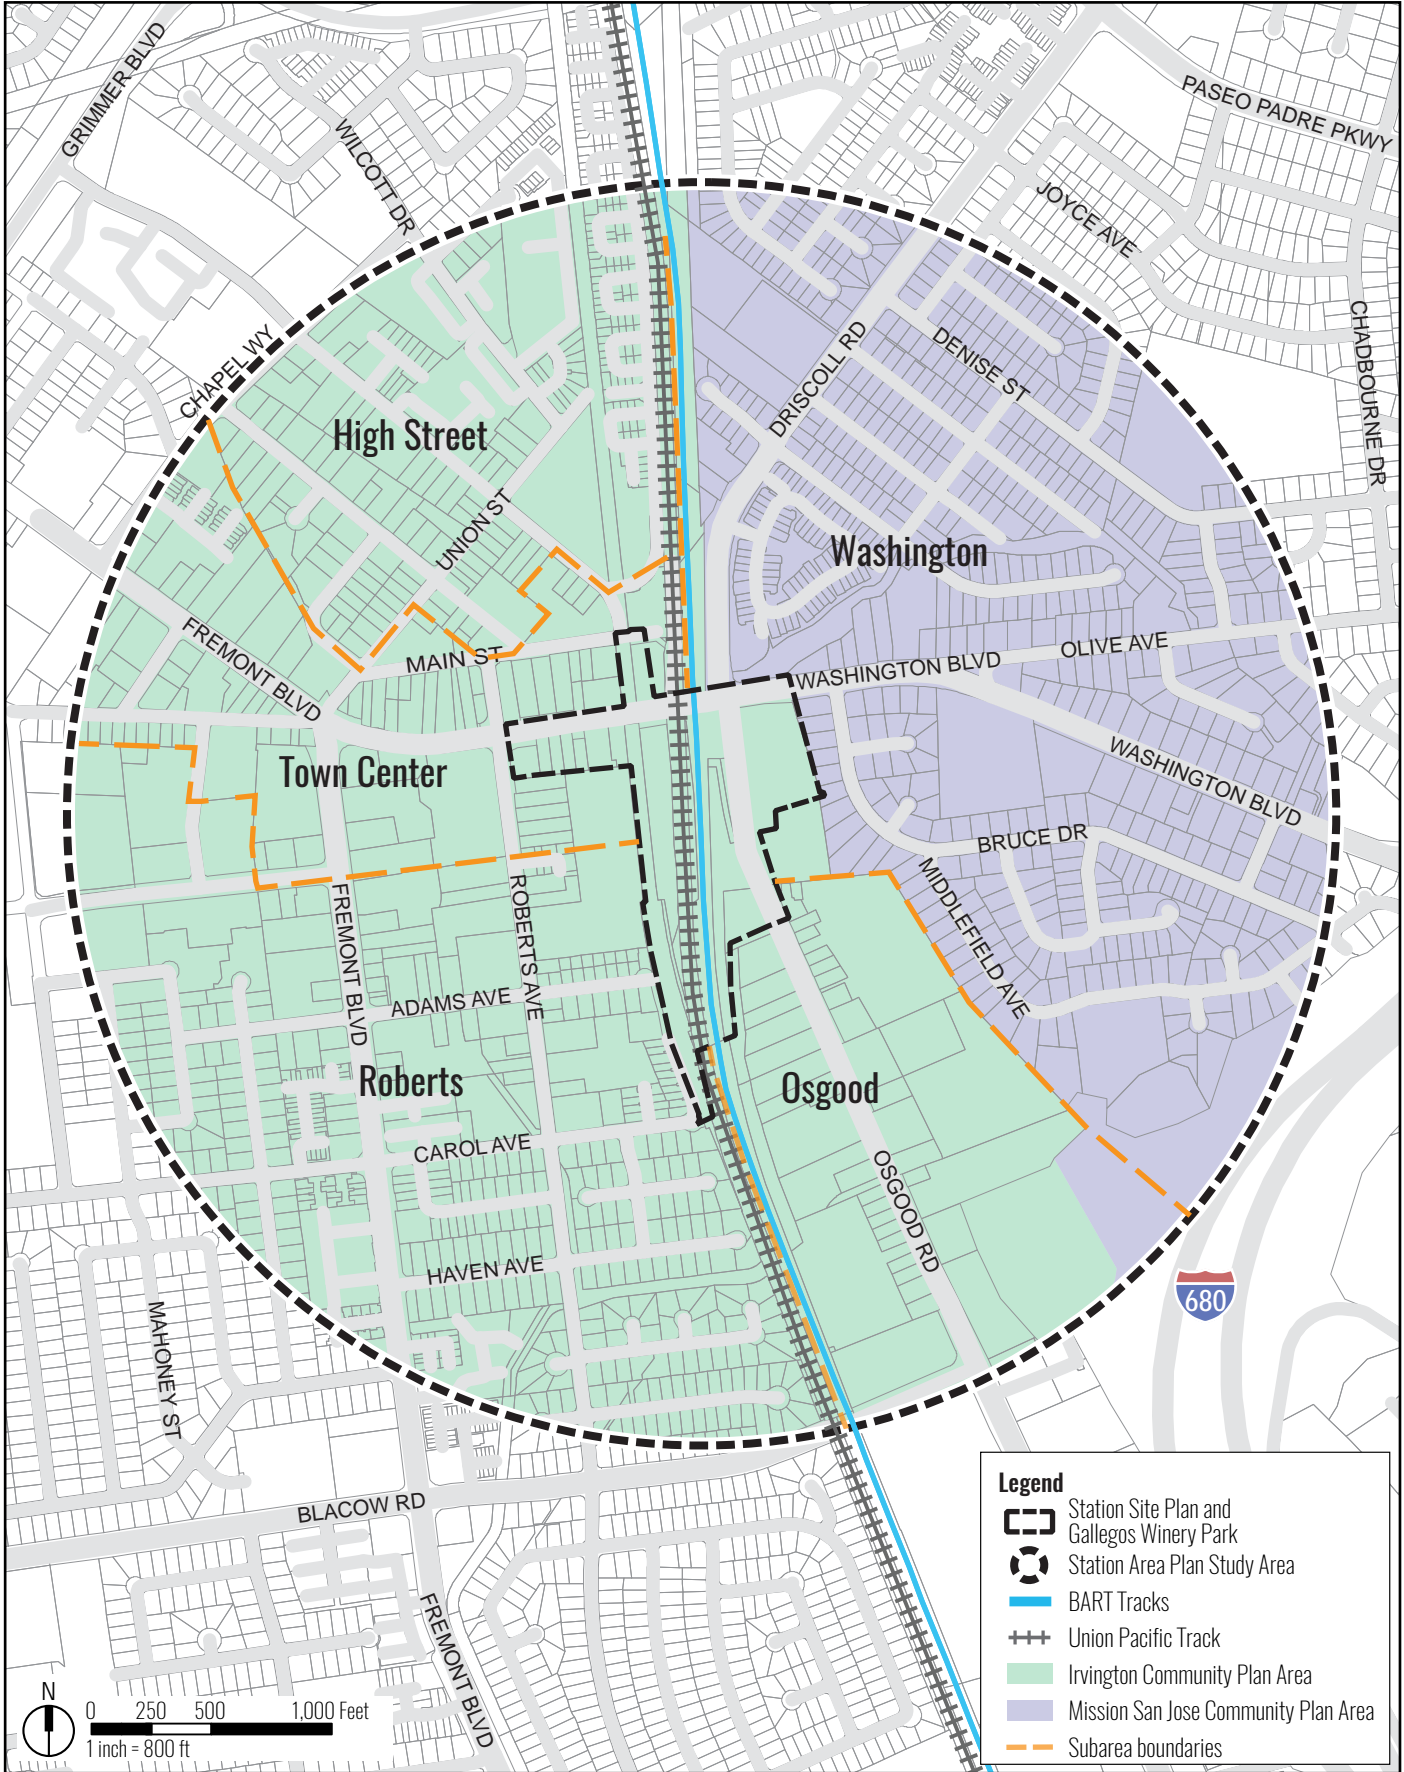 GRIMMER BLVD
WILCOTT DR
PASEO PADRE PKWY
JOYCE AVE
CHAPEL WY
CHADBOURNE DR
DENISE ST
DRISCOLL RD
High Street
UNION ST
Washington
FREMONT BLVD
MAIN ST
OLIVE AVE
WASHINGTON BLVD
WASHINGTON BLVD
Town Center
BRUCE DR
MIDDLEFIELD AVE
FREMONT BLVD
ROBERTS AVE
ADAMS AVE
Roberts
Osgood
CAROL AVE
OSGOOD RD
HAVEN AVE
MAHONEY ST
680
BLACOW RD
FREMONT BLVD
Legend
Station Site Plan and
Gallegos Winery Park
Station Area Plan Study Area
BART Tracks
Union Pacific Track
Irvington Community Plan Area
Mission San Jose Community Plan Area
Subarea boundaries
N
0 250 500 1,000 Feet
1 inch = 800 ft